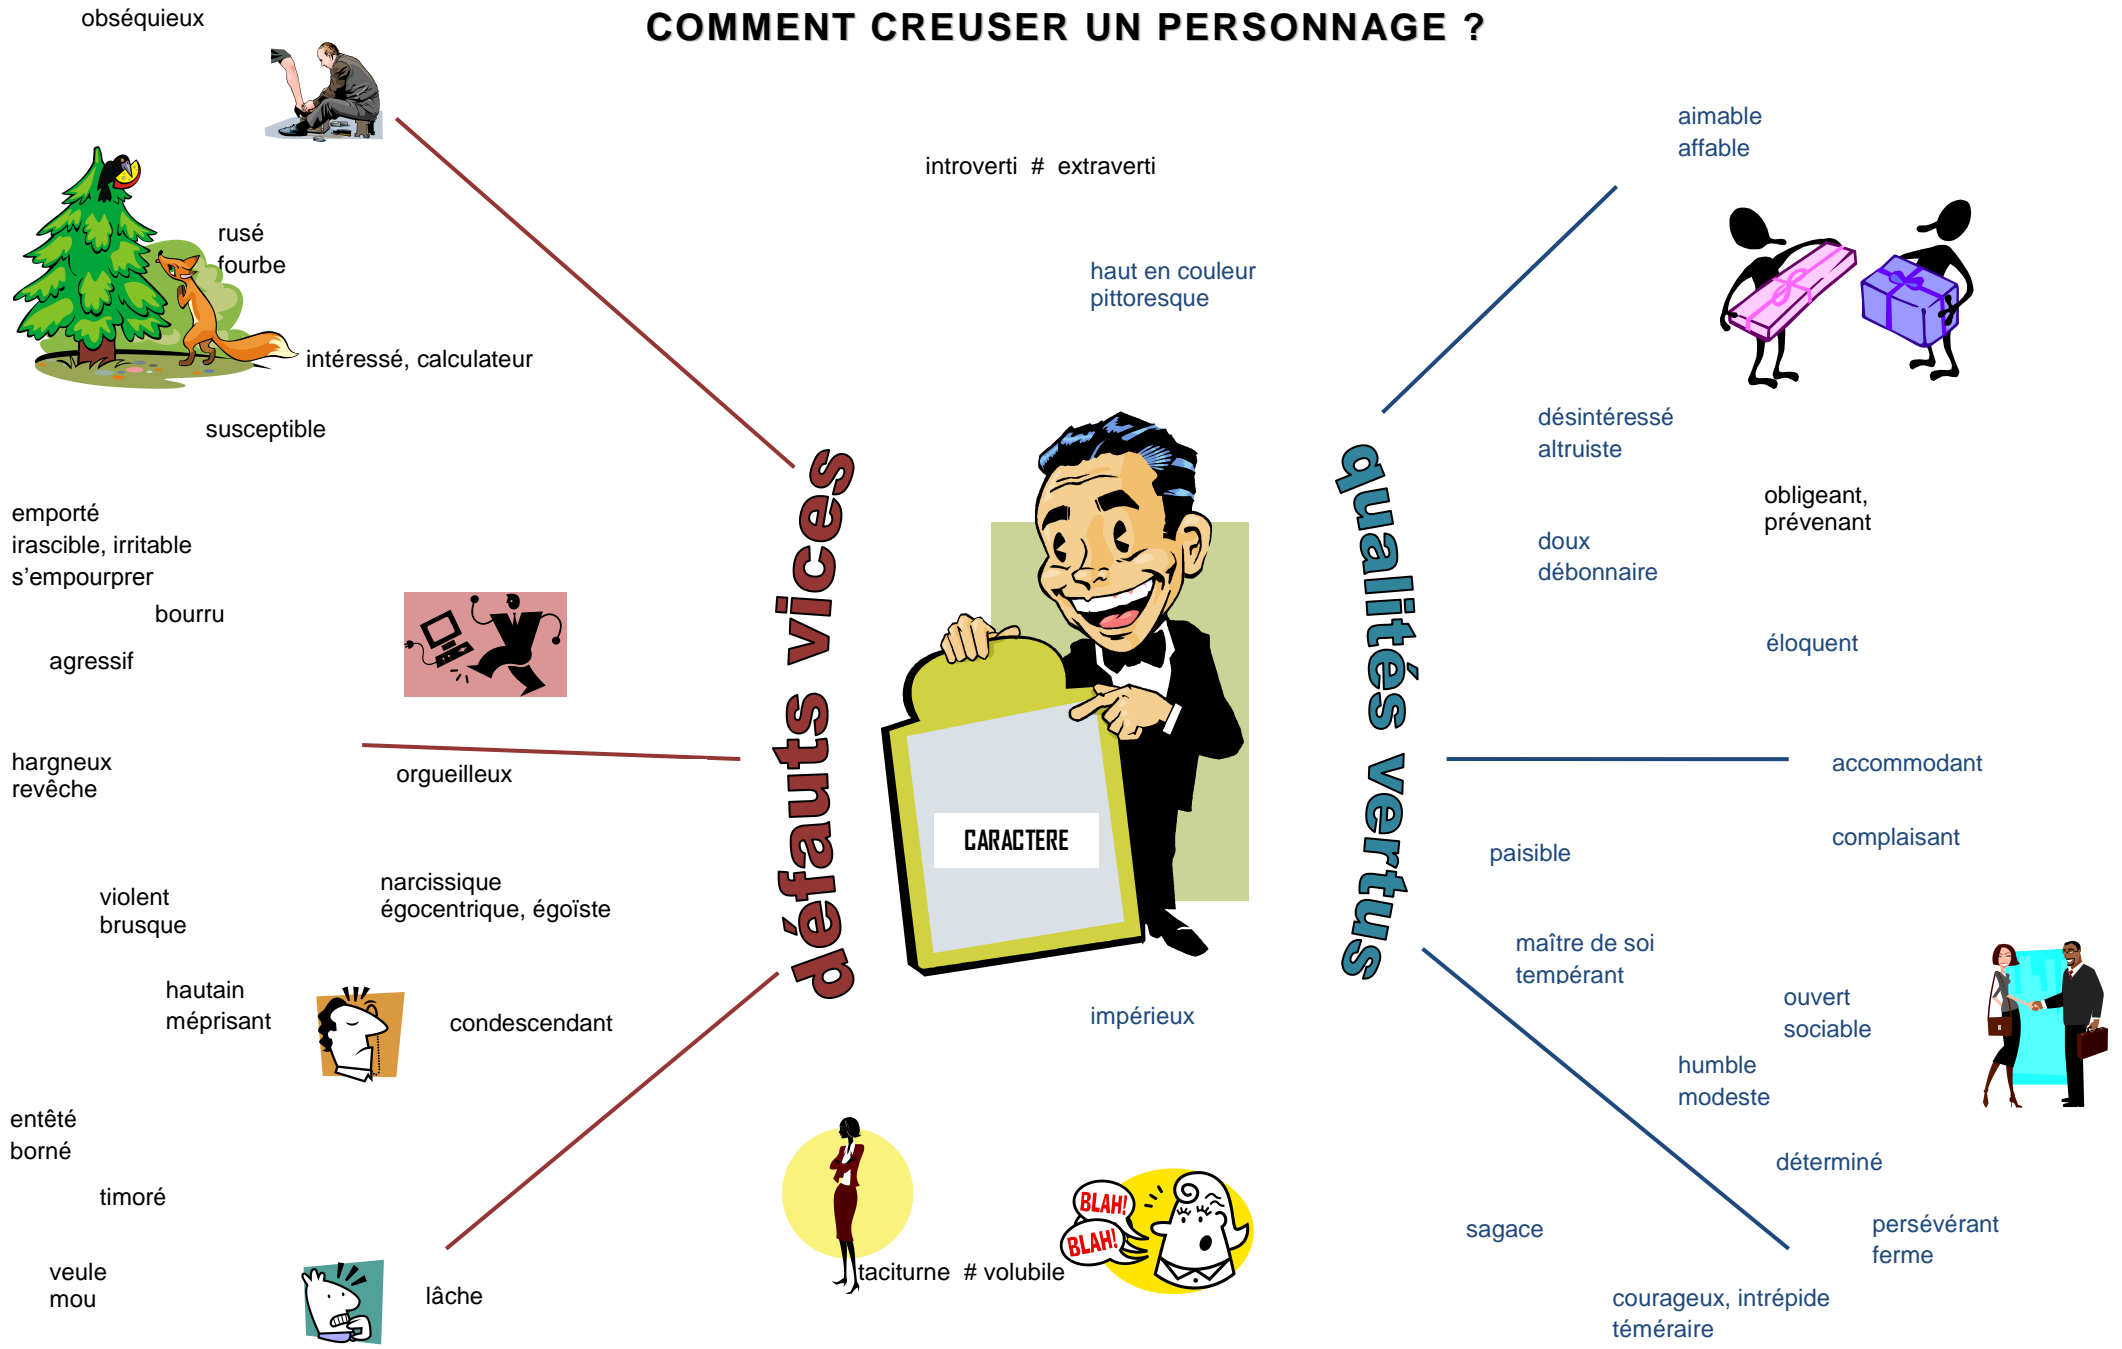 COMMENT CREUSER UN PERSONNAGE ?
obséquieux
rusé
fourbe
intéressé, calculateur
susceptible
emporté
irascible, irritable
s’empourprer
bourru
agressif
hargneux
revêche
orgueilleux
violent
brusque
narcissique
égocentrique, égoïste
hautain
méprisant
condescendant
entêté
borné
timoré
veule
mou
lâche
défauts vices
introverti # extraverti
haut en couleur
pittoresque
CARACTERE
impérieux
taciturne # volubile
BLAH!
BLAH!
qualités vertus
aimable
affable
désintéressé
altruiste
obligeant,
prévenant
doux
débonnaire
éloquent
accommodant
complaisant
paisible
maître de soi
tempérant
ouvert
sociable
humble
modeste
déterminé
sagace
persévérant
ferme
courageux, intrépide
téméraire